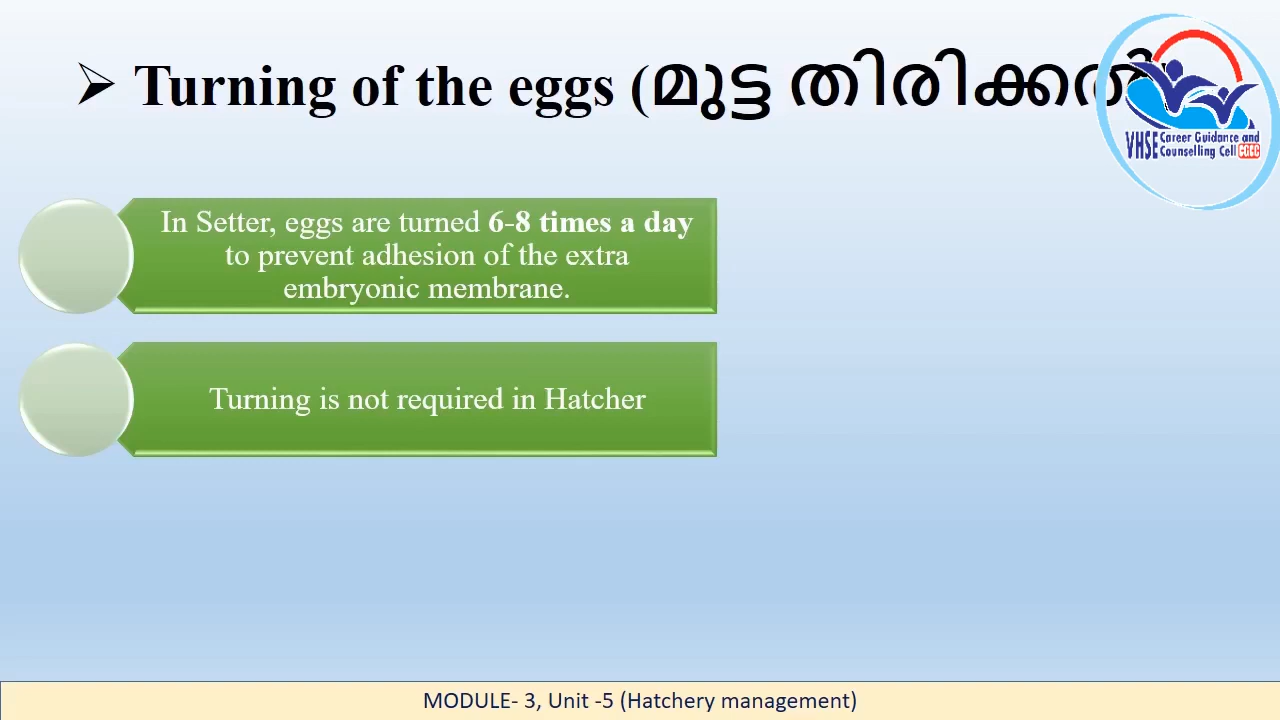 ➢ Turning of the eggs (മുട്ട തിരിക്കൽ
VHSE Career Guidance and
Counselling Cell CGCC
In Setter, eggs are turned 6-8 times a day
to prevent adhesion of the extra
embryonic membrane.
Turning is not required in Hatcher
MODULE- 3, Unit -5 (Hatchery management)